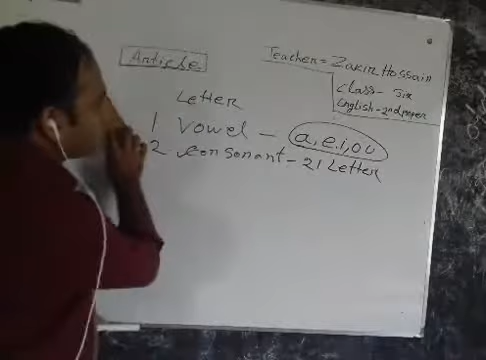 Article
Teacher = Zakir Hossain
Class - Six
English - 2nd paper
Letter
1 Vowel - a, e, i, o u
2 consonant - 21 Letter